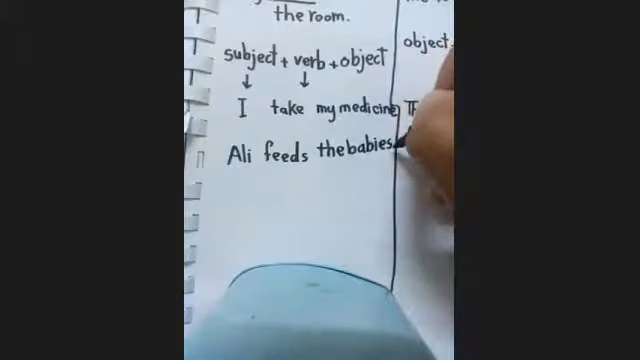 the room.
subject + verb + object
I take my medicine
Ali feeds the babies.
object